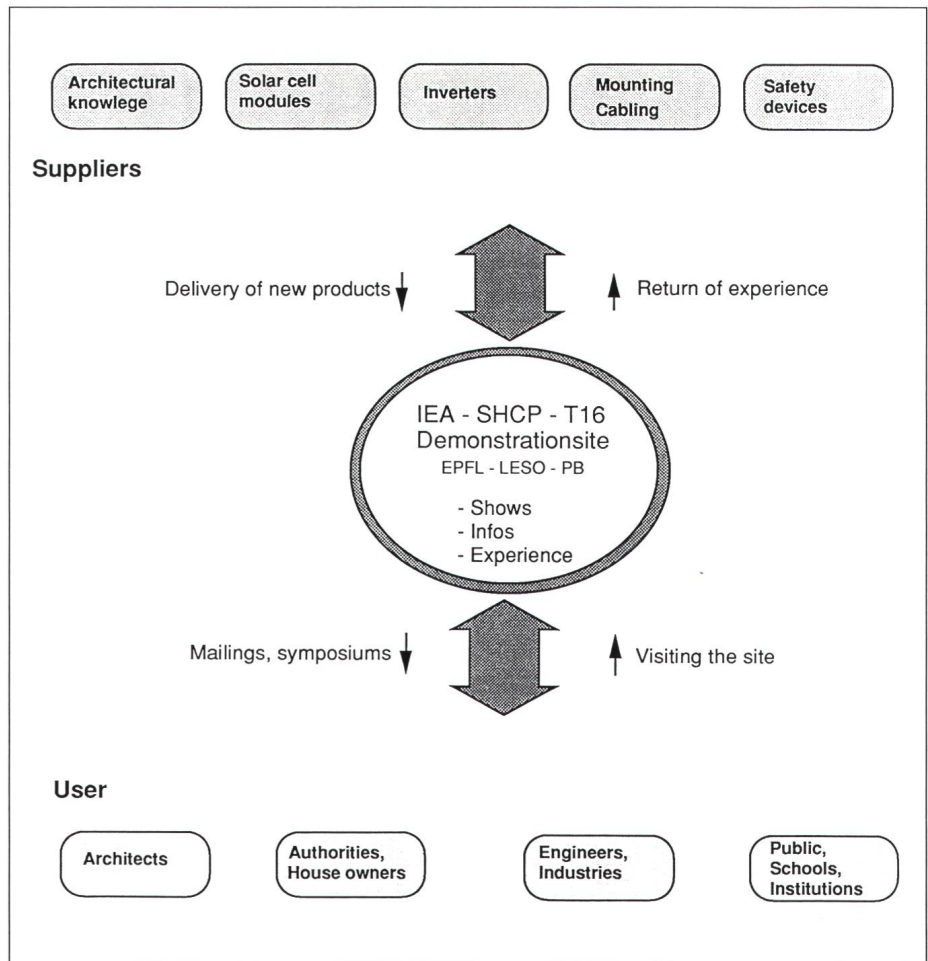 Architectural
knowlege
Solar cell
modules
Inverters
Mounting
Cabling
Safety
devices
Suppliers
Delivery of new products
Return of experience
IEA - SHCP - T16
Demonstrationsite
EPFL - LESO - PB
- Shows
- Infos
- Experience
Mailings, symposiums
Visiting the site
User
Architects
Authorities,
House owners
Engineers,
Industries
Public,
Schools,
Institutions